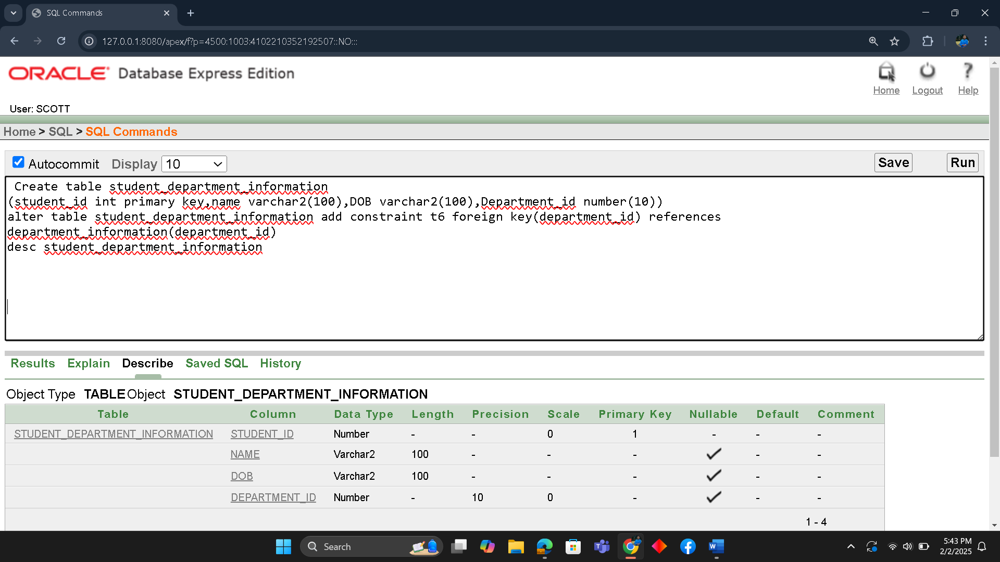 SQL Commands
127.0.0.1:8080/apex/f?p=4500:1003:4102210352192507::NO:::
ORACLE Database Express Edition
Home Logout Help
User: SCOTT
Home > SQL > SQL Commands
Autocommit Display 10 Save Run
Create table student_department_information
(student_id int primary key,name varchar2(100),DOB varchar2(100),Department_id number(10))
alter table student_department_information add constraint t6 foreign key(department_id) references
department_information(department_id)
desc student_department_information
Results Explain Describe Saved SQL History
Object Type TABLE Object STUDENT_DEPARTMENT_INFORMATION
Table Column Data Type Length Precision Scale Primary Key Nullable Default Comment
STUDENT_DEPARTMENT_INFORMATION STUDENT_ID Number - - 0 1 - - -
NAME Varchar2 100 - - - ✓ - -
DOB Varchar2 100 - - - ✓ - -
DEPARTMENT_ID Number - 10 0 - ✓ - -
1 - 4
Search
5:43 PM
2/2/2025